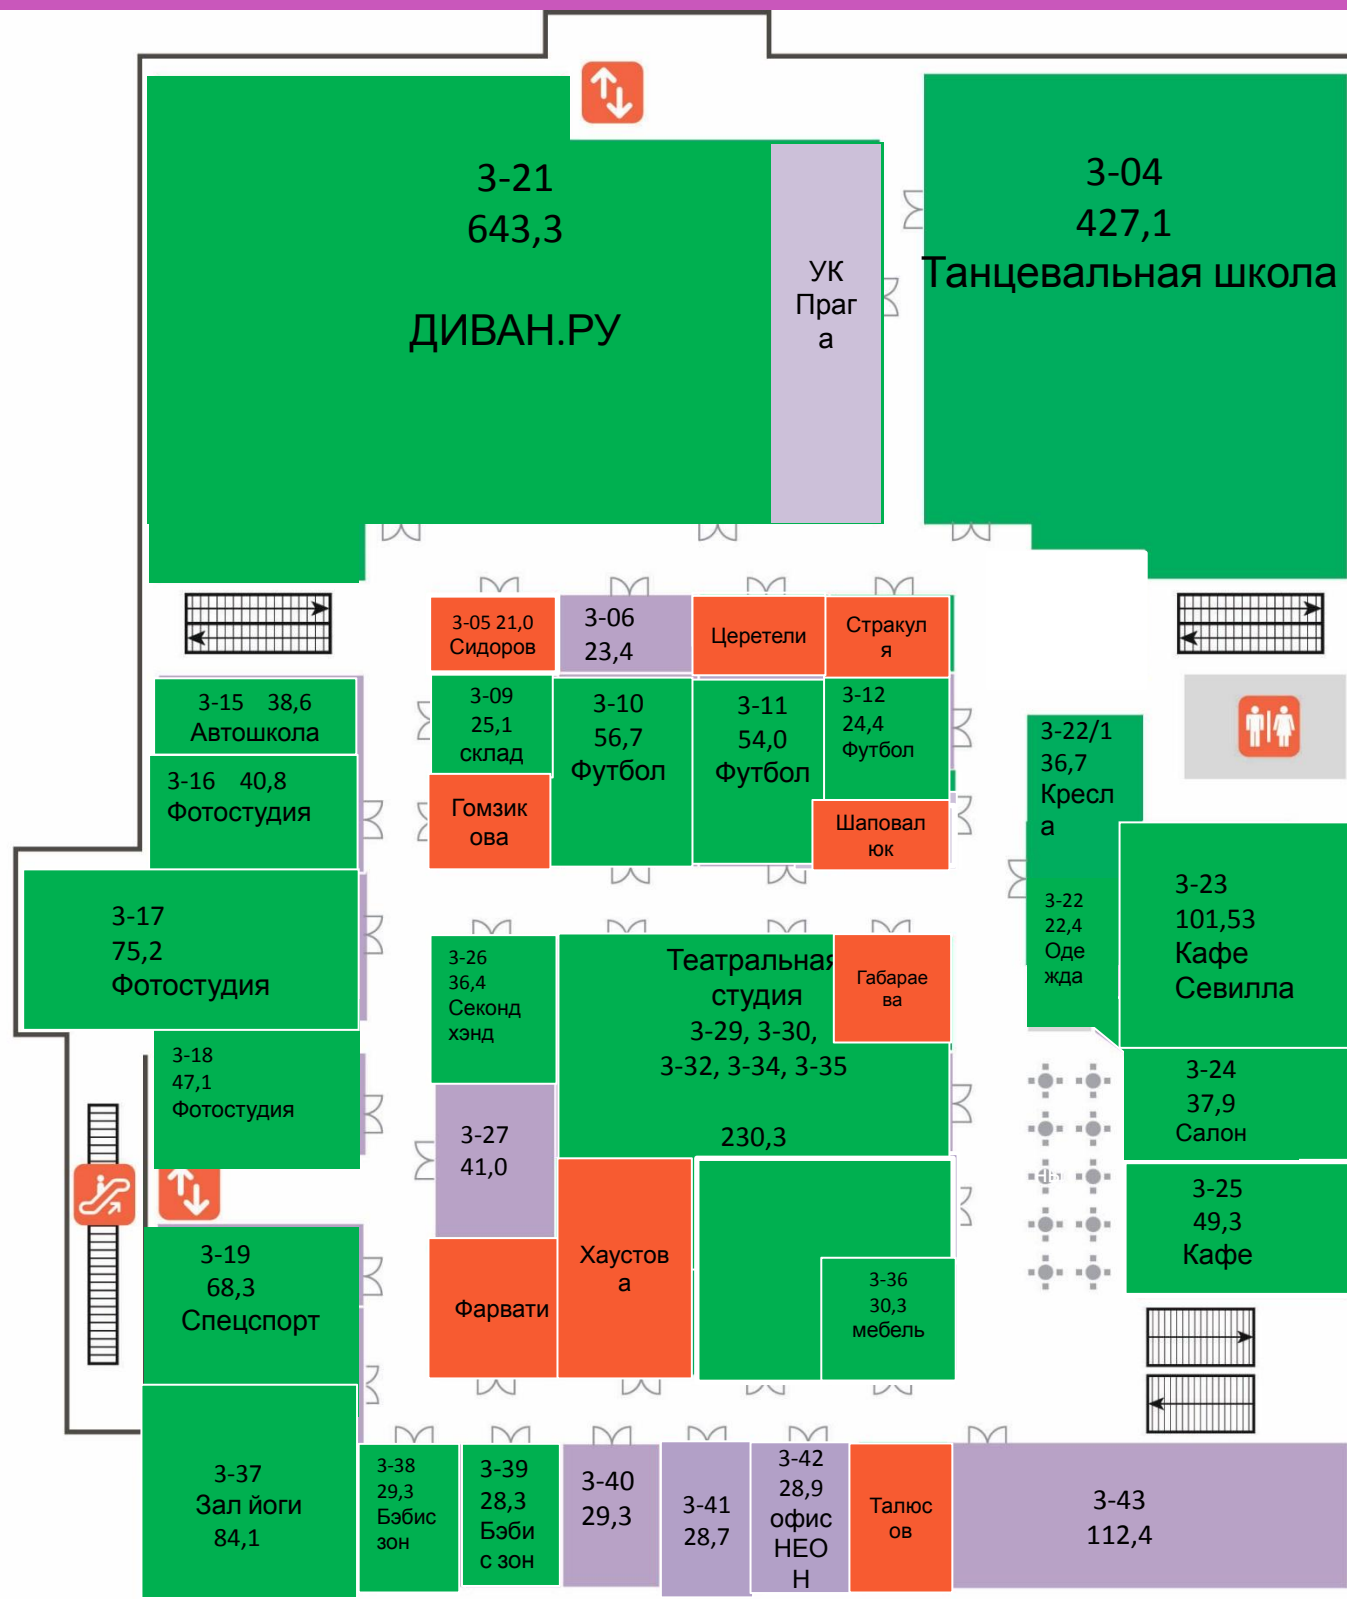 3-21
643,3
ДИВАН.РУ
УК
Праг
а
3-04
427,1
Танцевальная школа
3-05 21,0
Сидоров
3-06
23,4
Церетели
Стракул
я
3-15 38,6
Автошкола
3-16 40,8
Фотостудия
3-09
25,1
склад
3-10
56,7
Футбол
3-11
54,0
Футбол
3-12
24,4
Футбол
Гомзик
ова
Шаповал
юк
3-22/1
36,7
Кресл
а
3-17
75,2
Фотостудия
3-22
22,4
Оде
жда
3-23
101,53
Кафе
Севилла
3-26
36,4
Секонд
хэнд
Театральная
студия
3-29, 3-30,
3-32, 3-34, 3-35
230,3
Габарае
ва
3-18
47,1
Фотостудия
3-27
41,0
3-24
37,9
Салон
3-25
49,3
Кафе
3-19
68,3
Спецспорт
Фарвати
Хаустов
а
3-36
30,3
мебель
3-37
Зал йоги
84,1
3-38
29,3
Бэбис
зон
3-39
28,3
Бэби
с зон
3-40
29,3
3-41
28,7
3-42
28,9
офис
НЕО
Н
Талюс
ов
3-43
112,4